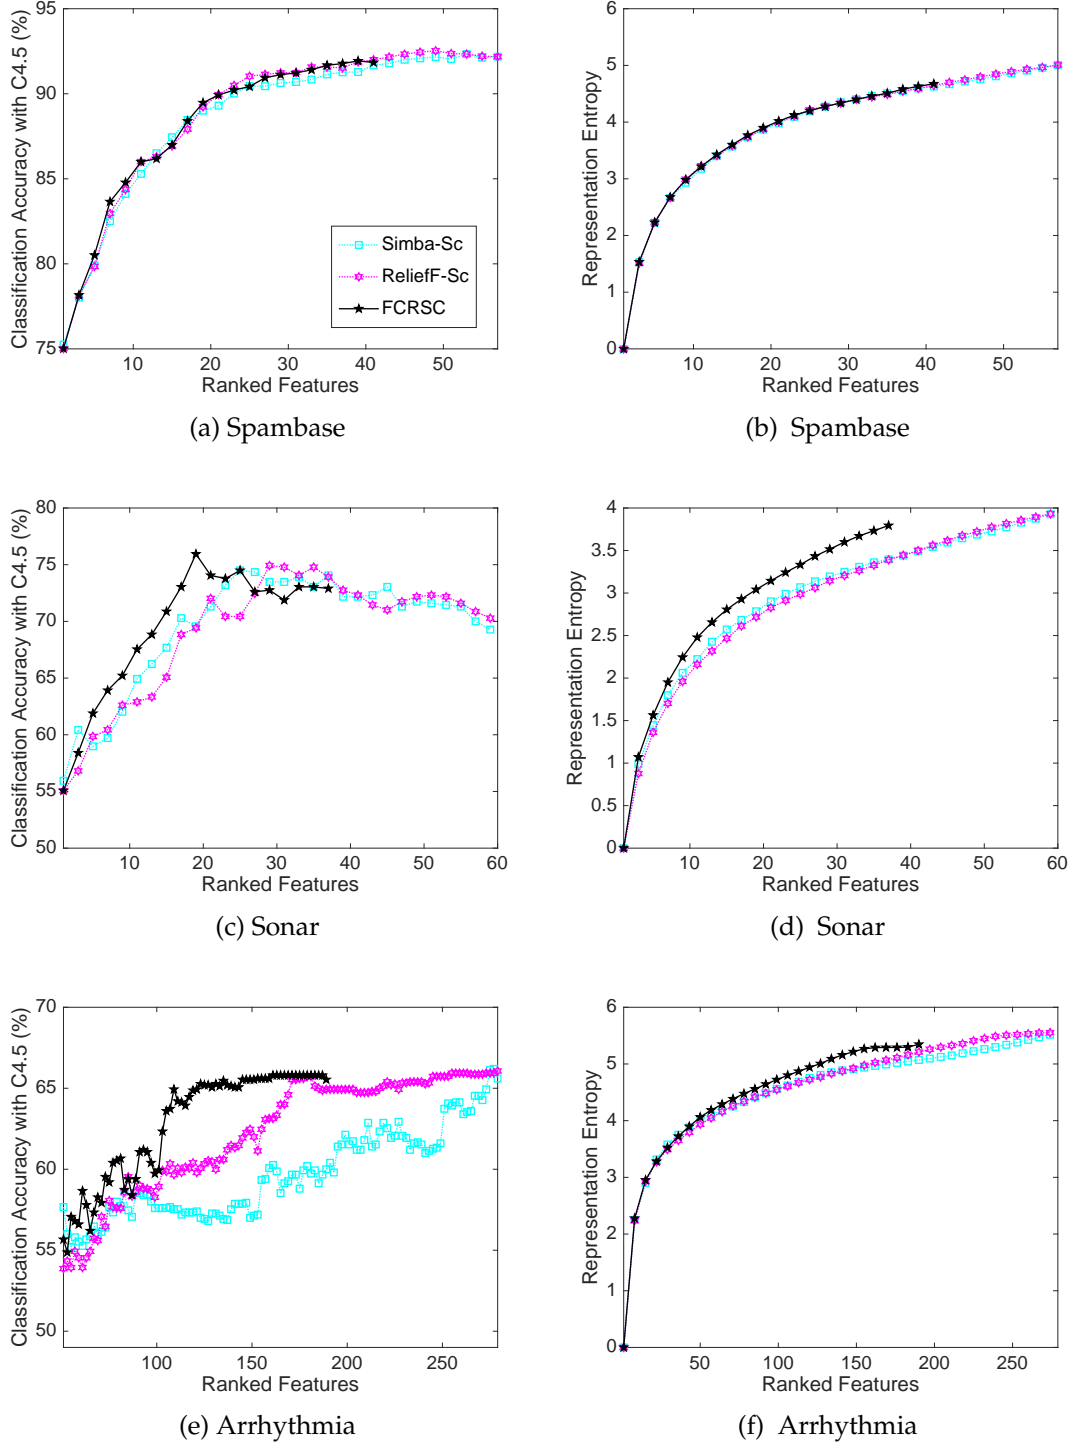 95
90
85
80
75
Classification Accuracy with C4.5 (%)
Simba-Sc
ReliefF-Sc
FCRSC
10 20 30 40 50
Ranked Features
(a) Spambase
6
5
4
3
2
1
0
Representation Entropy
10 20 30 40 50
Ranked Features
(b) Spambase
80
75
70
65
60
55
50
Classification Accuracy with C4.5 (%)
10 20 30 40 50 60
Ranked Features
(c) Sonar
4
3.5
3
2.5
2
1.5
1
0.5
0
Representation Entropy
10 20 30 40 50 60
Ranked Features
(d) Sonar
70
65
60
55
50
Classification Accuracy with C4.5 (%)
100 150 200 250
Ranked Features
(e) Arrhythmia
6
5
4
3
2
1
0
Representation Entropy
50 100 150 200 250
Ranked Features
(f) Arrhythmia